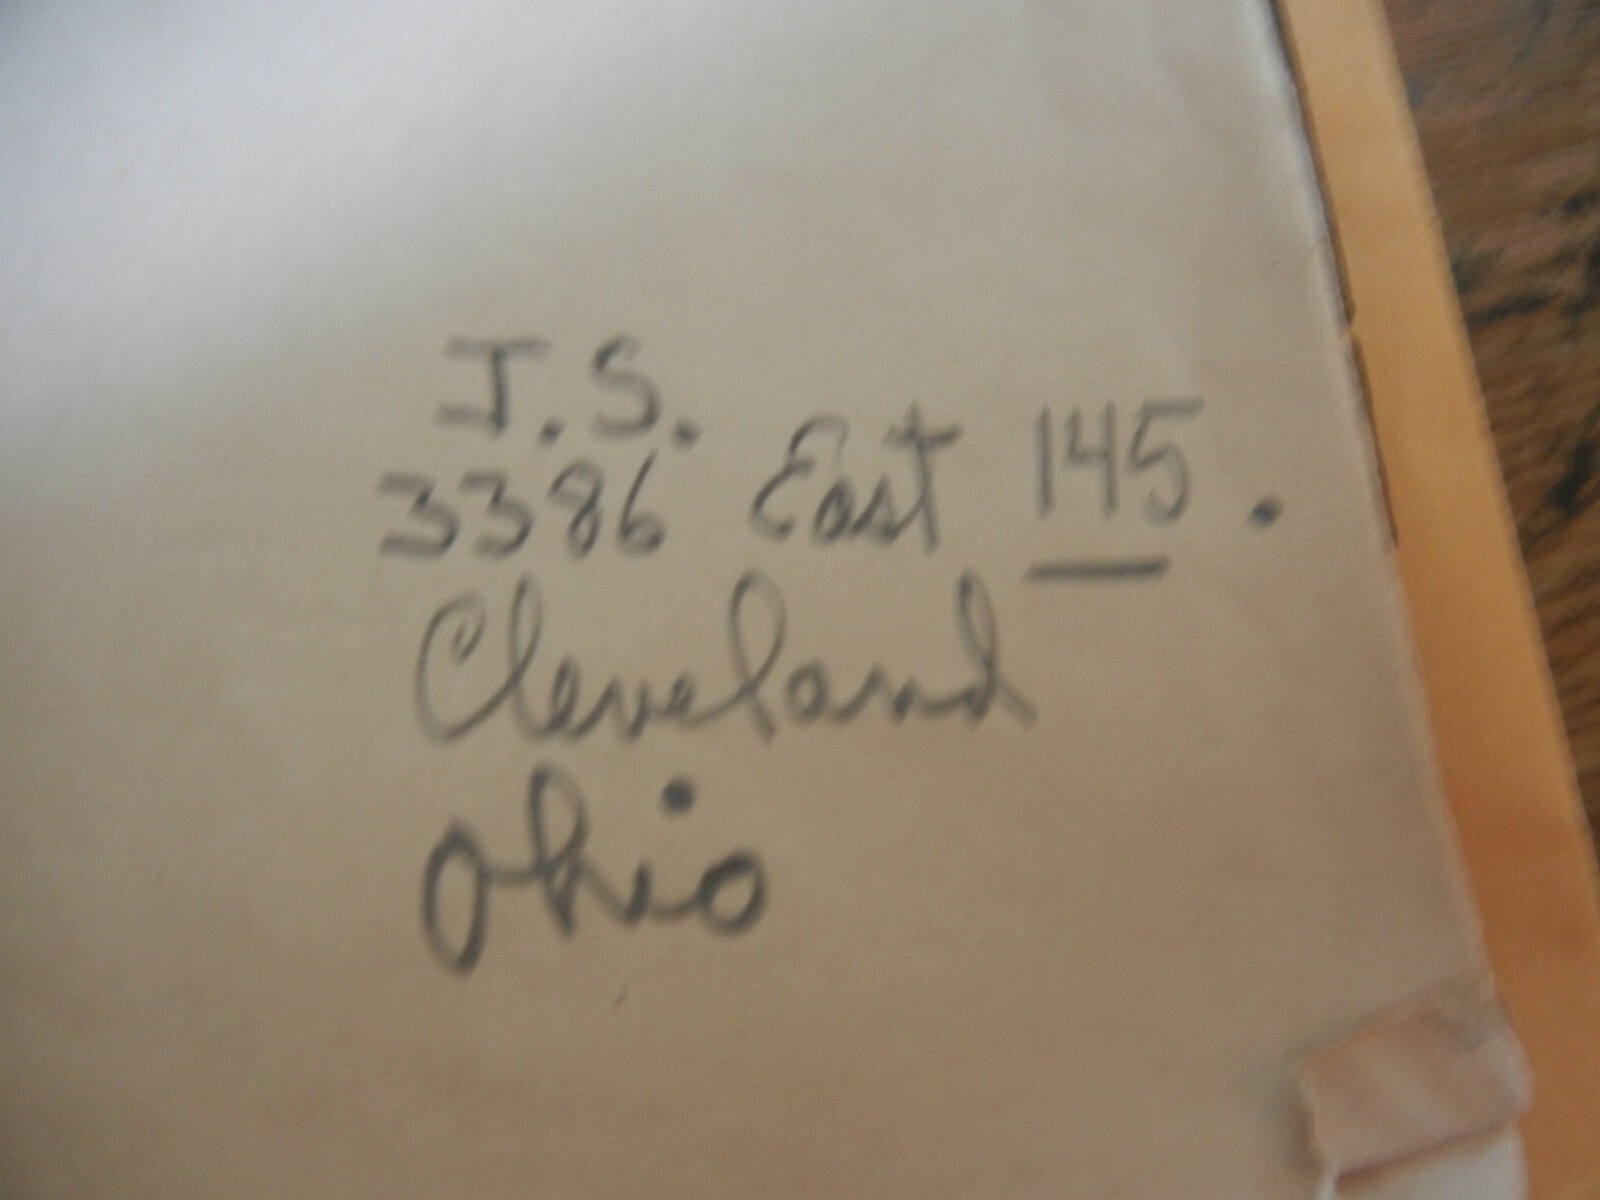 J.S.
3386 East 145.
Cleveland
Ohio